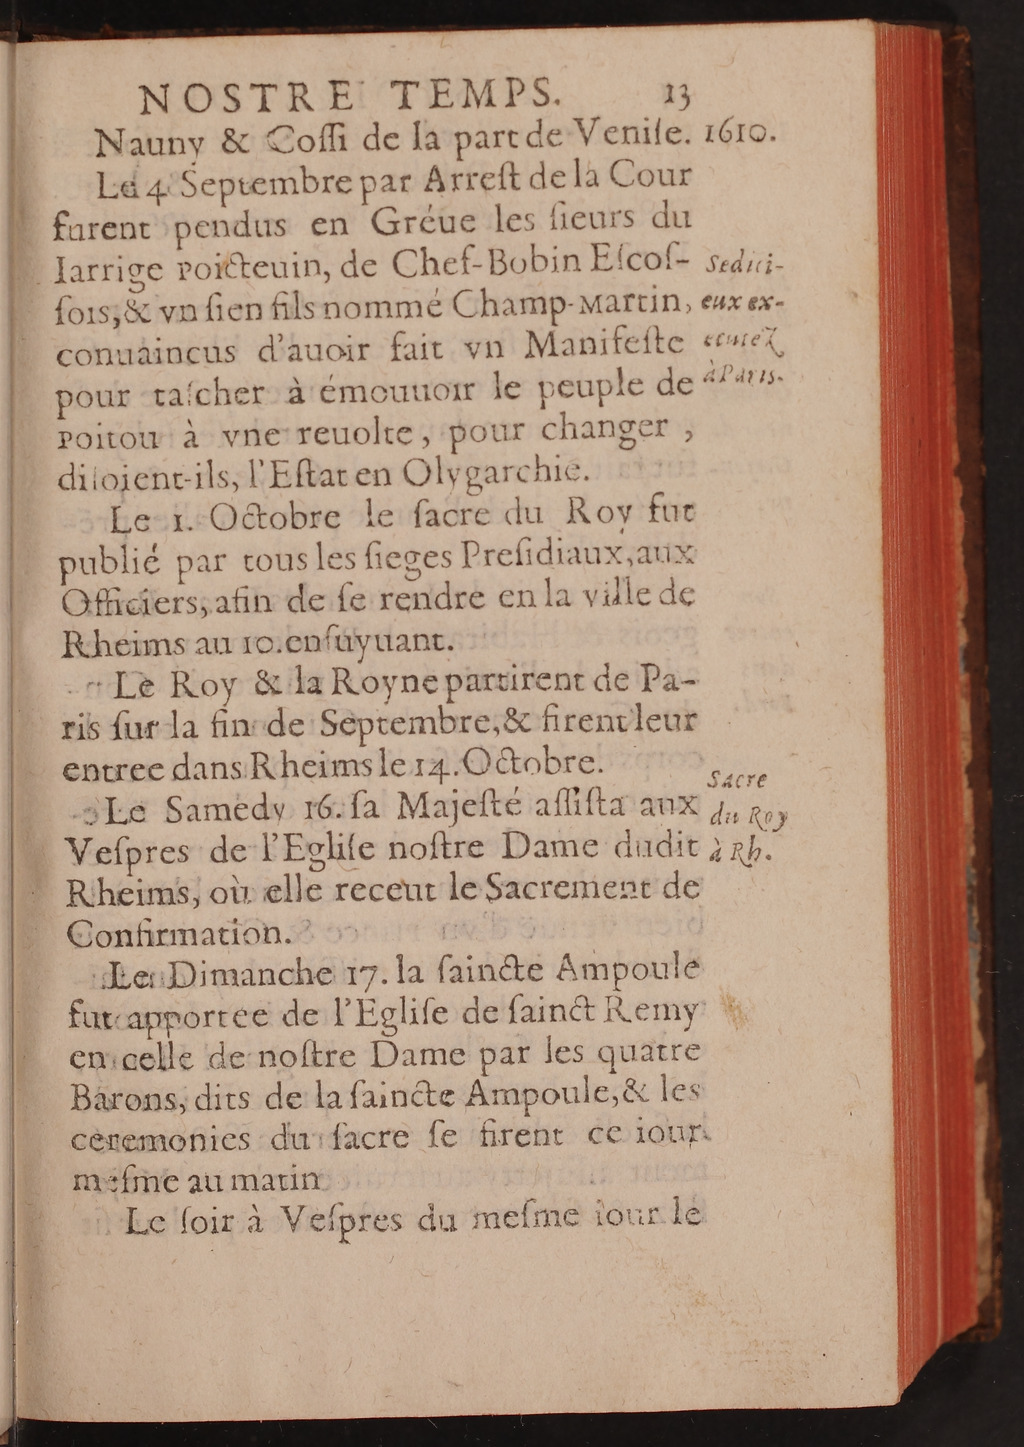 NOSTRE TEMPS. 13
Nauny & Coſſi de la part de Veniſe. 1610.
Le 4. Septembre par Arreſt de la Cour
furent pendus en Gréue les ſieurs du
Iarrige poicteuin, de Chef-Bobin Eſcoſ-
ſois, & vn ſien fils nommé Champ-Martin,
conuaincus d'auoir fait vn Manifeſte
pour taſcher à émouuoir le peuple de
Poitou à vne reuolte, pour changer,
diſoient-ils, l'Eſtat en Olygarchie.
Sedici-
eux ex-
ecutez
à Paris.
Le 1. Octobre le ſacre du Roy fut
publié par tous les ſieges Preſidiaux, aux
Officiers, afin de ſe rendre en la ville de
Rheims au 10. enſuyuant.
Le Roy & la Royne partirent de Pa-
ris ſur la fin de Septembre, & firent leur
entree dans Rheims le 14. Octobre.
Le Samedy 16. ſa Majeſté aſſiſta aux
Veſpres de l'Egliſe noſtre Dame dudit
Rheims, où elle receut le Sacrement de
Confirmation.
Sacre
du Roy
à Rh.
Le Dimanche 17. la ſaincte Ampoule
fut apportee de l'Egliſe de ſainct Remy
en celle de noſtre Dame par les quatre
Barons, dits de la ſaincte Ampoule, & les
ceremonies du ſacre ſe firent ce iour
meſme au matin
Le ſoir à Veſpres du meſme iour le